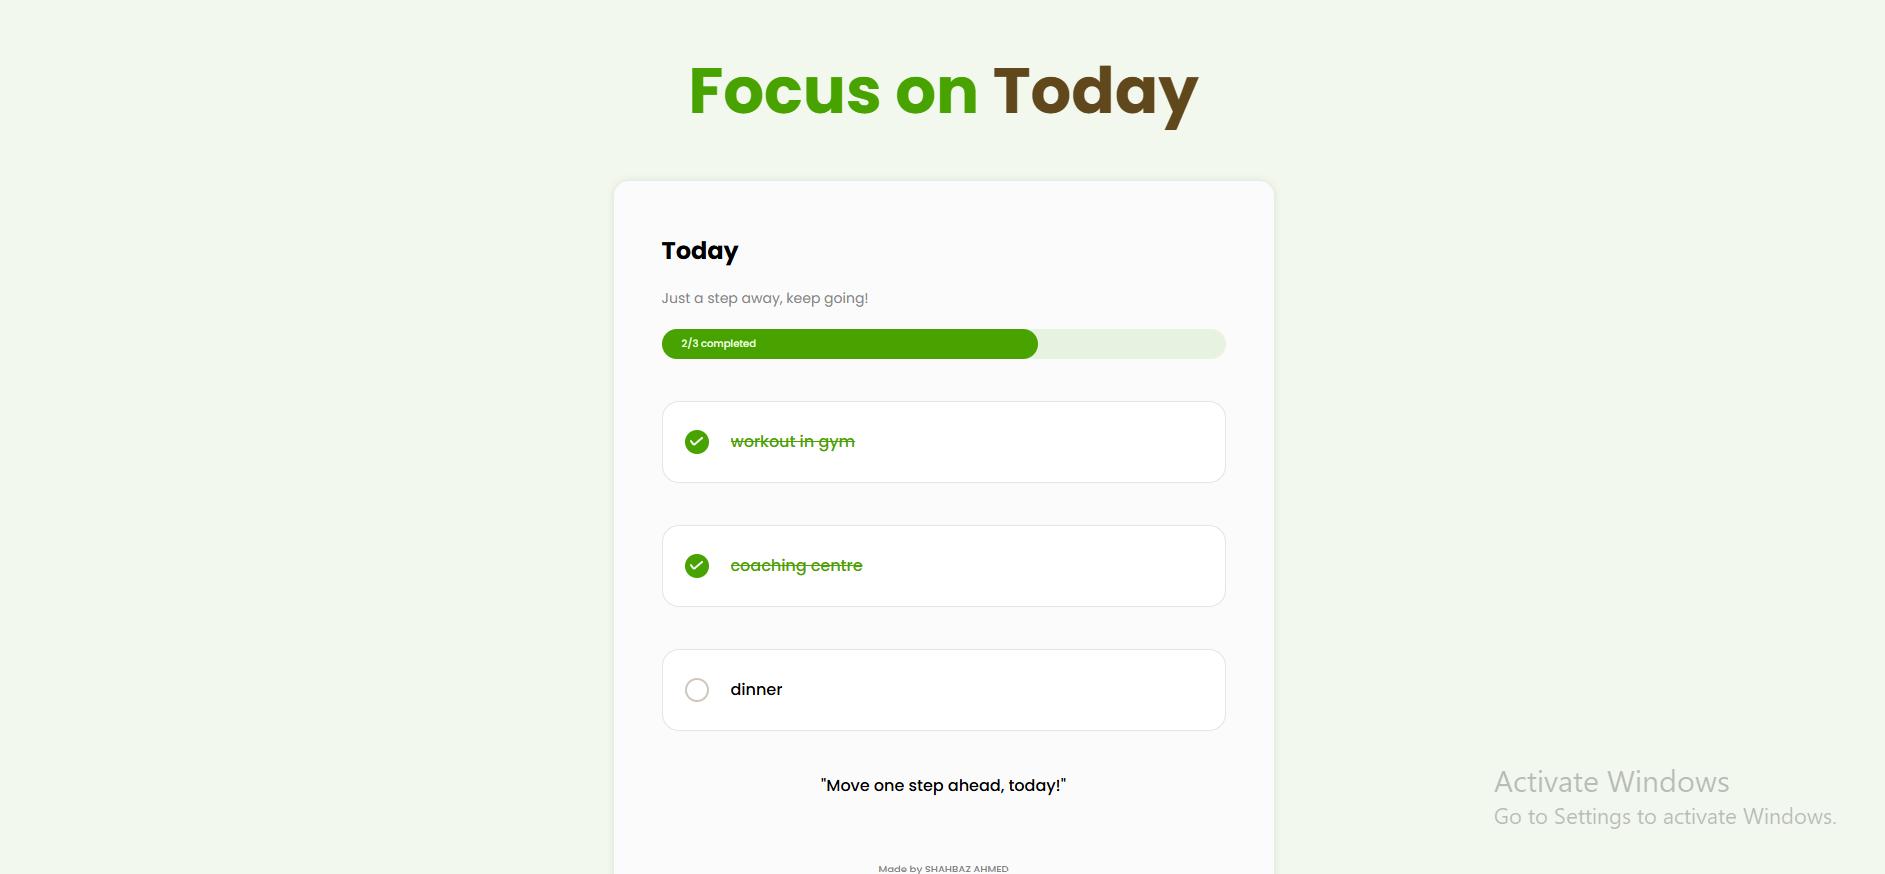 Focus on Today
Today
Just a step away, keep going!
2/3 completed
workout in gym
coaching centre
dinner
"Move one step ahead, today!"
Activate Windows
Go to Settings to activate Windows.
Made by SHAHBAZ AHMED